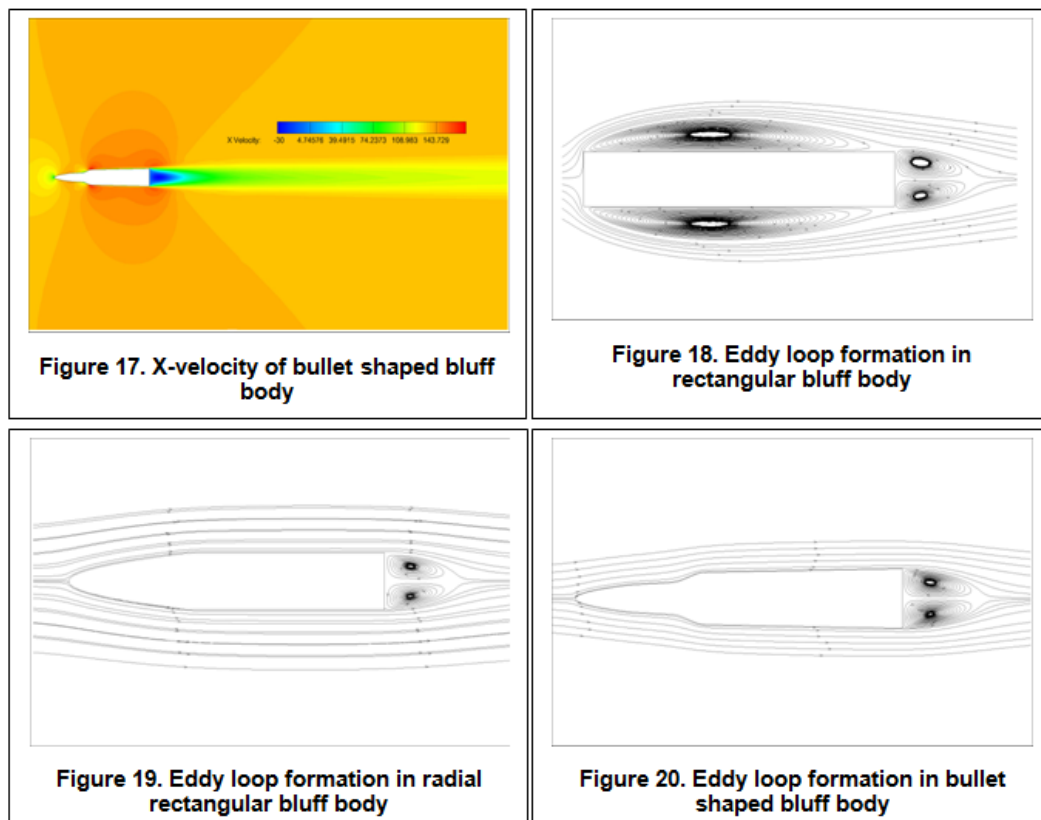 X Velocity: -30 4.74576 39.4915 74.2373 108.983 143.729
Figure 17. X-velocity of bullet shaped bluff
body
Figure 18. Eddy loop formation in
rectangular bluff body
Figure 19. Eddy loop formation in radial
rectangular bluff body
Figure 20. Eddy loop formation in bullet
shaped bluff body